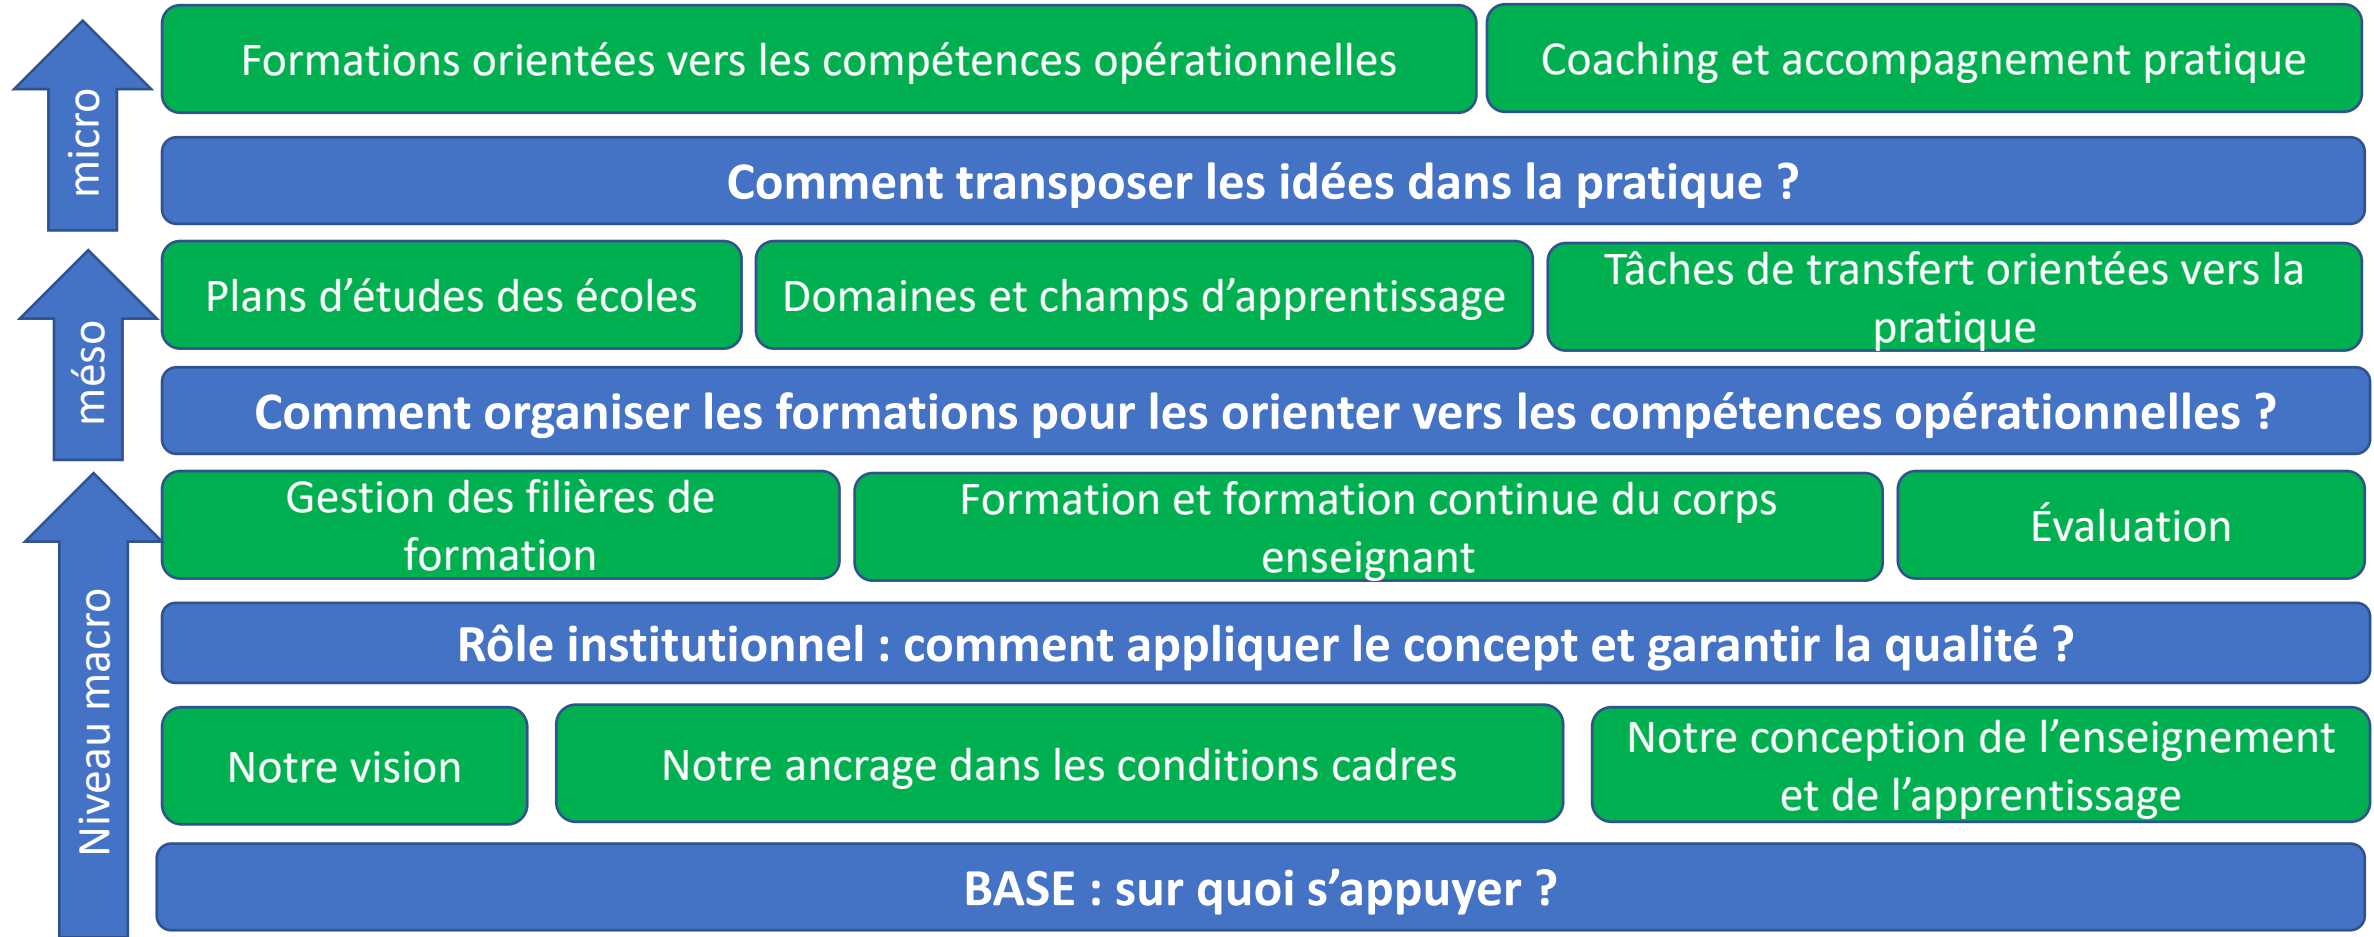 micro
Formations orientées vers les compétences opérationnelles
Coaching et accompagnement pratique
Comment transposer les idées dans la pratique ?
méso
Plans d’études des écoles
Domaines et champs d’apprentissage
Tâches de transfert orientées vers la
pratique
Comment organiser les formations pour les orienter vers les compétences opérationnelles ?
Niveau macro
Gestion des filières de
formation
Formation et formation continue du corps
enseignant
Évaluation
Rôle institutionnel : comment appliquer le concept et garantir la qualité ?
Notre vision
Notre ancrage dans les conditions cadres
Notre conception de l’enseignement
et de l’apprentissage
BASE : sur quoi s’appuyer ?